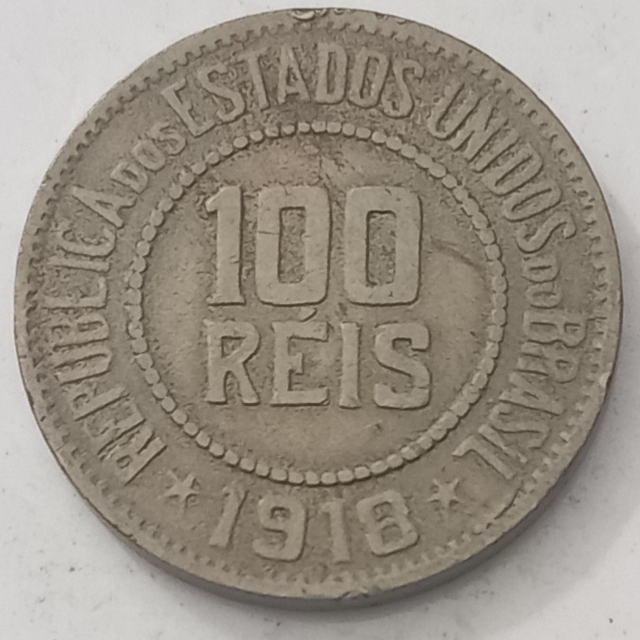 REPUBLICA DOS ESTADOS UNIDOS DO BRASIL
100
RÉIS
1918